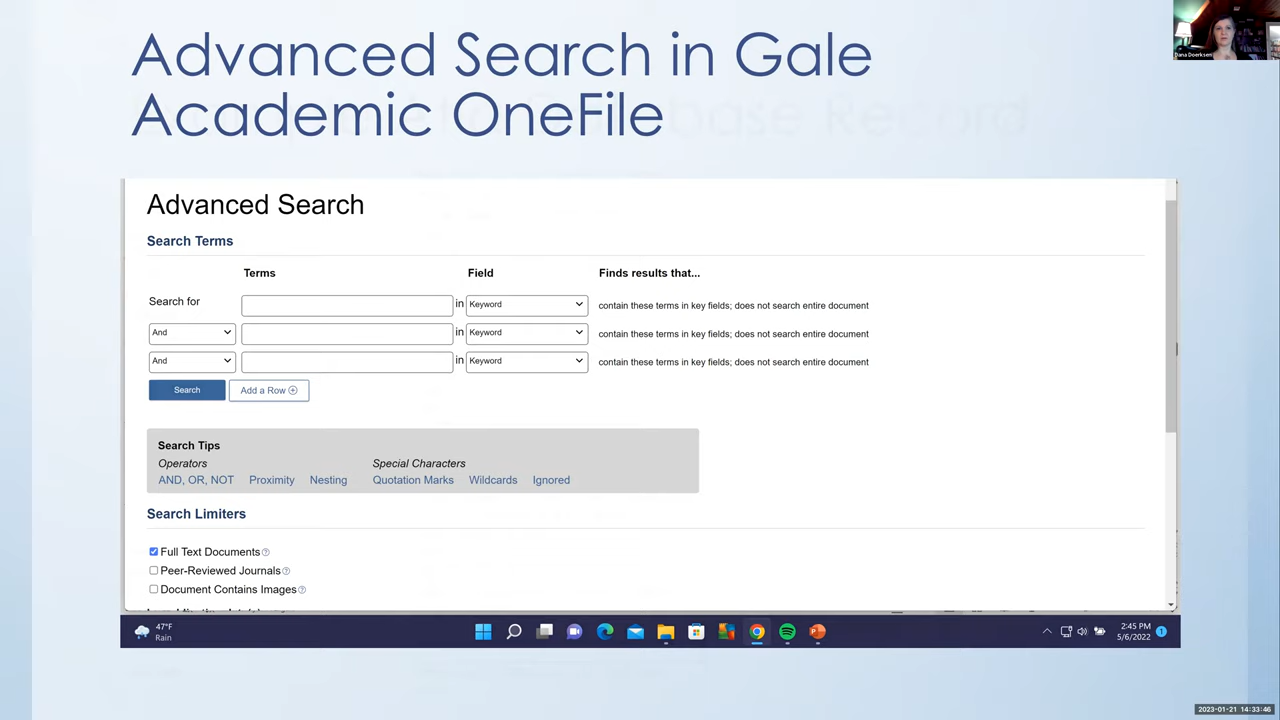 Advanced Search in Gale
Academic OneFile
Dana Doerksen
Advanced Search
Search Terms
Terms Field Finds results that...
Search for in Keyword contain these terms in key fields; does not search entire document
And in Keyword contain these terms in key fields; does not search entire document
And in Keyword contain these terms in key fields; does not search entire document
Search Add a Row
Search Tips
Operators Special Characters
AND, OR, NOT Proximity Nesting Quotation Marks Wildcards Ignored
Search Limiters
Full Text Documents
Peer-Reviewed Journals
Document Contains Images
47°F
Rain
2:45 PM
5/6/2022
1
2023-01-21 14:33:46